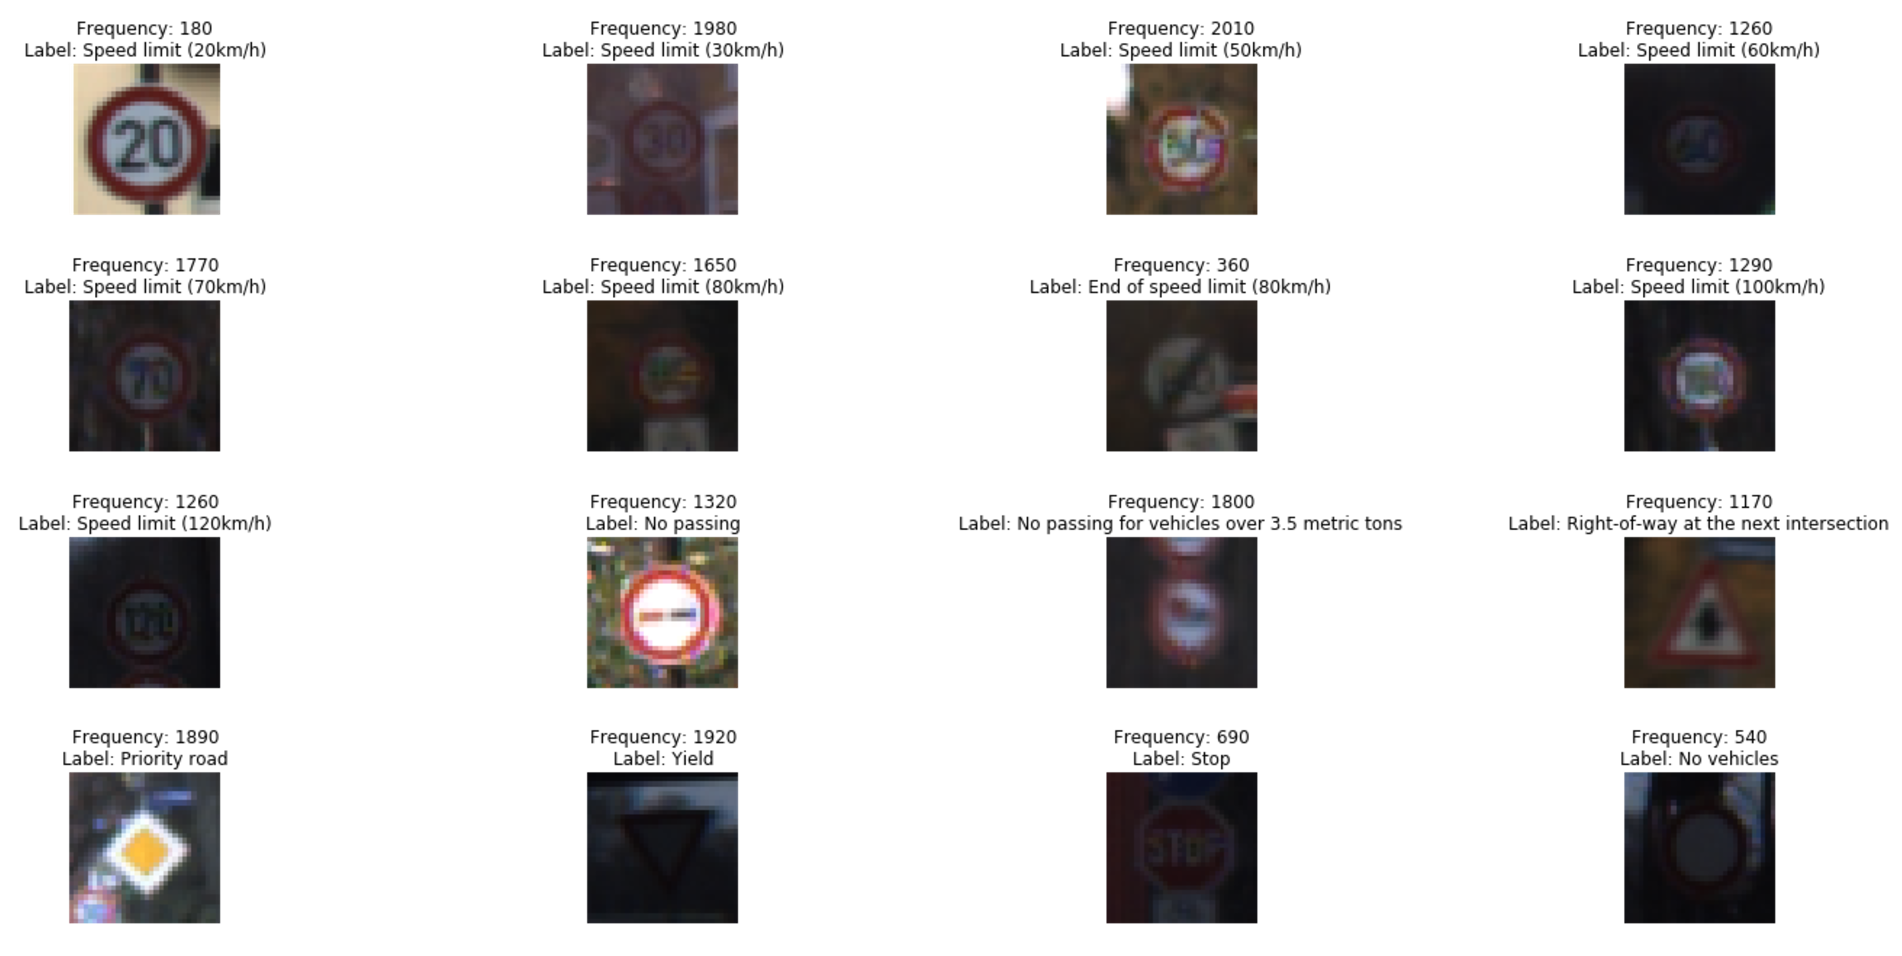 Frequency: 180
Label: Speed limit (20km/h)
20
Frequency: 1980
Label: Speed limit (30km/h)
30
Frequency: 2010
Label: Speed limit (50km/h)
Frequency: 1260
Label: Speed limit (60km/h)
Frequency: 1770
Label: Speed limit (70km/h)
70
Frequency: 1650
Label: Speed limit (80km/h)
Frequency: 360
Label: End of speed limit (80km/h)
Frequency: 1290
Label: Speed limit (100km/h)
Frequency: 1260
Label: Speed limit (120km/h)
120
Frequency: 1320
Label: No passing
Frequency: 1800
Label: No passing for vehicles over 3.5 metric tons
Frequency: 1170
Label: Right-of-way at the next intersection
Frequency: 1890
Label: Priority road
Frequency: 1920
Label: Yield
Frequency: 690
Label: Stop
STOP
Frequency: 540
Label: No vehicles